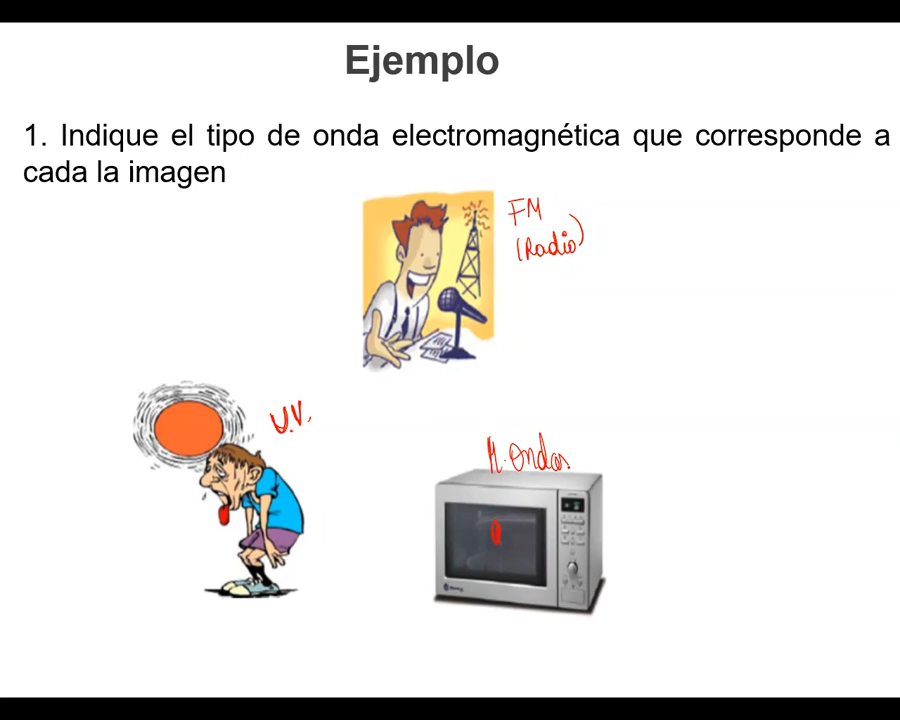 Ejemplo
1. Indique el tipo de onda electromagnética que corresponde a
cada la imagen
FM
(Radio)
U.V.
M.Ondas